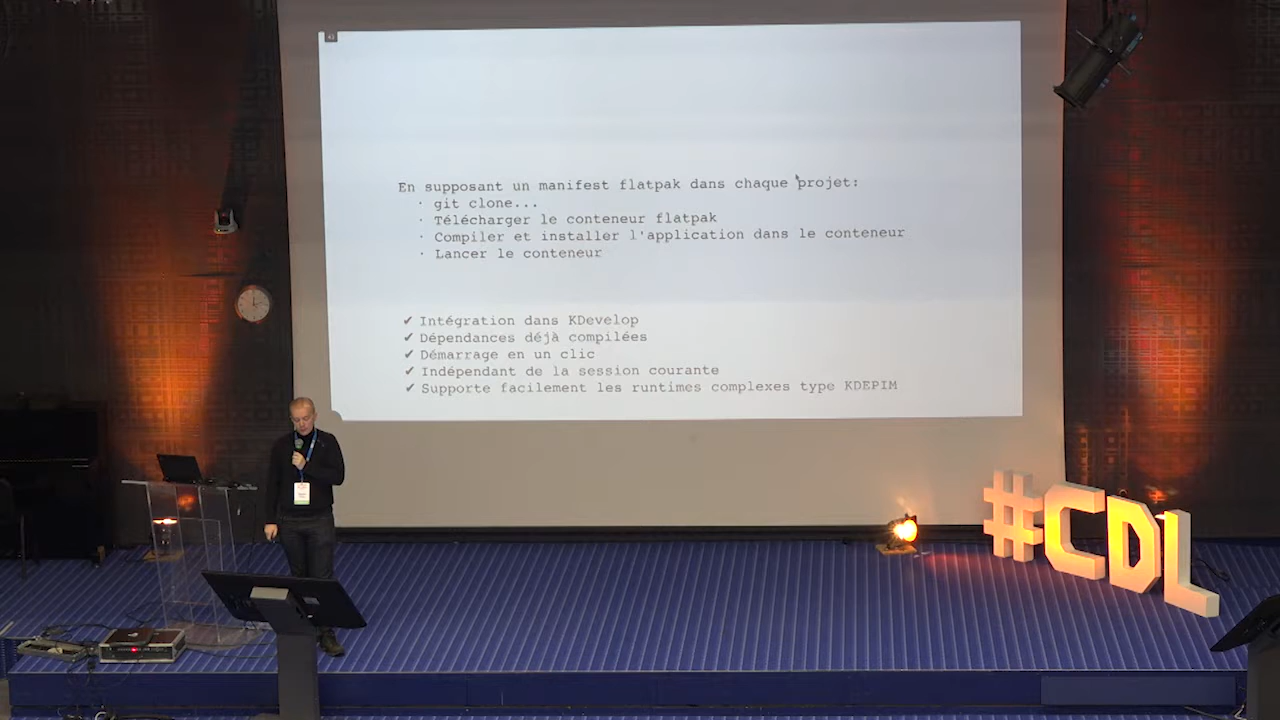 43
En supposant un manifest flatpak dans chaque projet:
· git clone...
· Télécharger le conteneur flatpak
· Compiler et installer l'application dans le conteneur
· Lancer le conteneur
✔ Intégration dans KDevelop
✔ Dépendances déjà compilées
✔ Démarrage en un clic
✔ Indépendant de la session courante
✔ Supporte facilement les runtimes complexes type KDEPIM
#CDL